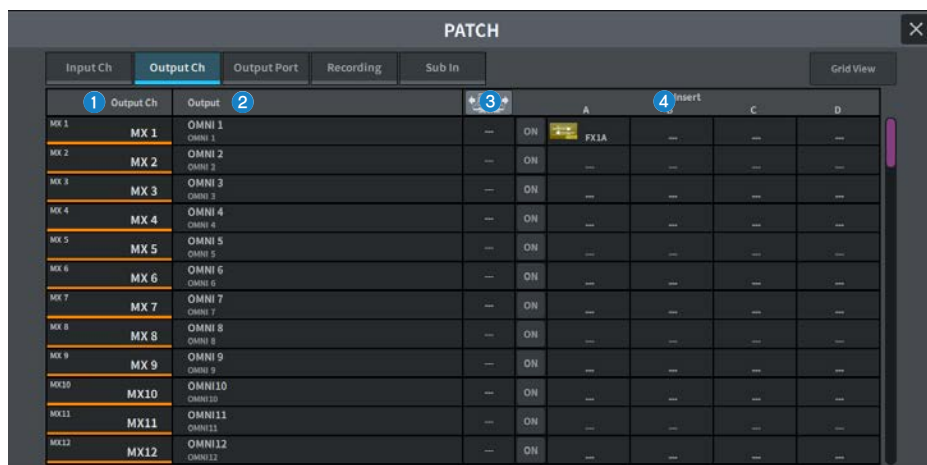 PATCH
Input Ch Output Ch Output Port Recording Sub In Grid View
1 Output Ch Output 2 3 4 Insert
A C D
MX 1 MX 1 OMNI 1 OMNI 1 --- ON FX1A --- --- ---
MX 2 MX 2 OMNI 2 OMNI 2 --- ON --- --- --- ---
MX 3 MX 3 OMNI 3 OMNI 3 --- ON --- --- --- ---
MX 4 MX 4 OMNI 4 OMNI 4 --- ON --- --- --- ---
MX 5 MX 5 OMNI 5 OMNI 5 --- ON --- --- --- ---
MX 6 MX 6 OMNI 6 OMNI 6 --- ON --- --- --- ---
MX 7 MX 7 OMNI 7 OMNI 7 --- ON --- --- --- ---
MX 8 MX 8 OMNI 8 OMNI 8 --- ON --- --- --- ---
MX 9 MX 9 OMNI 9 OMNI 9 --- ON --- --- --- ---
MX10 MX10 OMNI10 OMNI10 --- ON --- --- --- ---
MX11 MX11 OMNI11 OMNI11 --- ON --- --- --- ---
MX12 MX12 OMNI12 OMNI12 --- ON --- --- --- ---